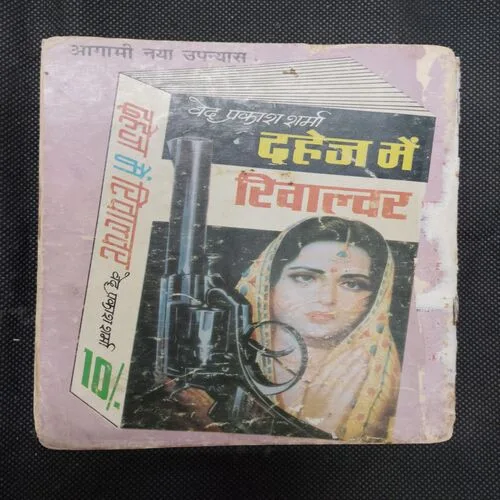 आगामी नया उपन्यास
वेद प्रकाश शर्मा
दहेज में
रिवाल्वर
दहेज में रिवाल्वर
वेद प्रकाश शर्मा
10/-